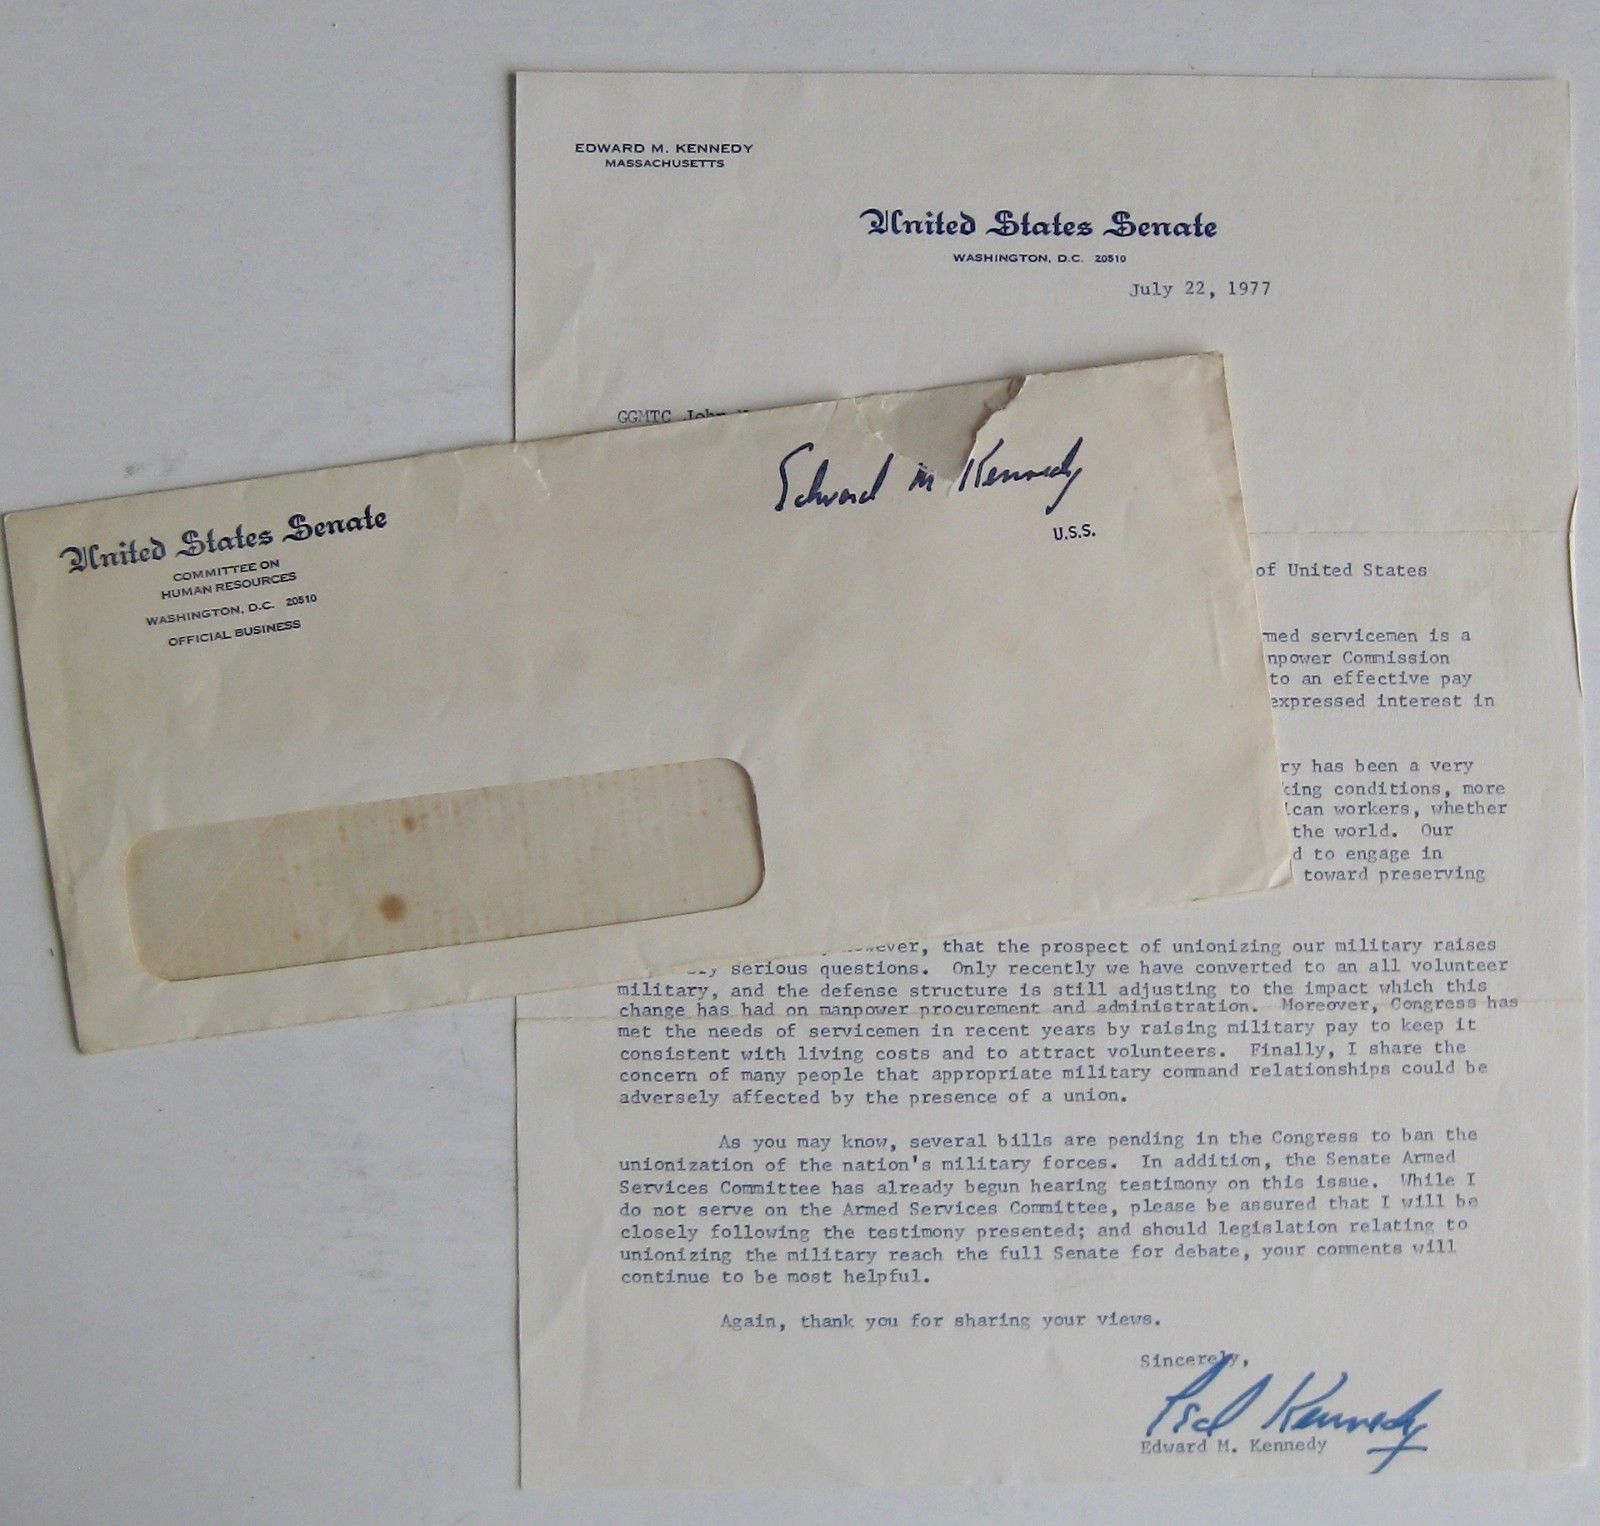 EDWARD M. KENNEDY
MASSACHUSETTS
United States Senate
WASHINGTON, D.C. 20510
July 22, 1977
GGMTC John
United States Senate
COMMITTEE ON
HUMAN RESOURCES
WASHINGTON, D.C. 20510
OFFICIAL BUSINESS
Edward M Kennedy
U.S.S.
of United States
med servicemen is a
npower Commission
to an effective pay
expressed interest in
ry has been a very
king conditions, more
ican workers, whether
the world. Our
d to engage in
toward preserving
wever, that the prospect of unionizing our military raises
serious questions. Only recently we have converted to an all volunteer
military, and the defense structure is still adjusting to the impact which this
change has had on manpower procurement and administration. Moreover, Congress has
met the needs of servicemen in recent years by raising military pay to keep it
consistent with living costs and to attract volunteers. Finally, I share the
concern of many people that appropriate military command relationships could be
adversely affected by the presence of a union.
As you may know, several bills are pending in the Congress to ban the
unionization of the nation's military forces. In addition, the Senate Armed
Services Committee has already begun hearing testimony on this issue. While I
do not serve on the Armed Services Committee, please be assured that I will be
closely following the testimony presented; and should legislation relating to
unionizing the military reach the full Senate for debate, your comments will
continue to be most helpful.
Again, thank you for sharing your views.
Sincerely,
Ted Kennedy
Edward M. Kennedy